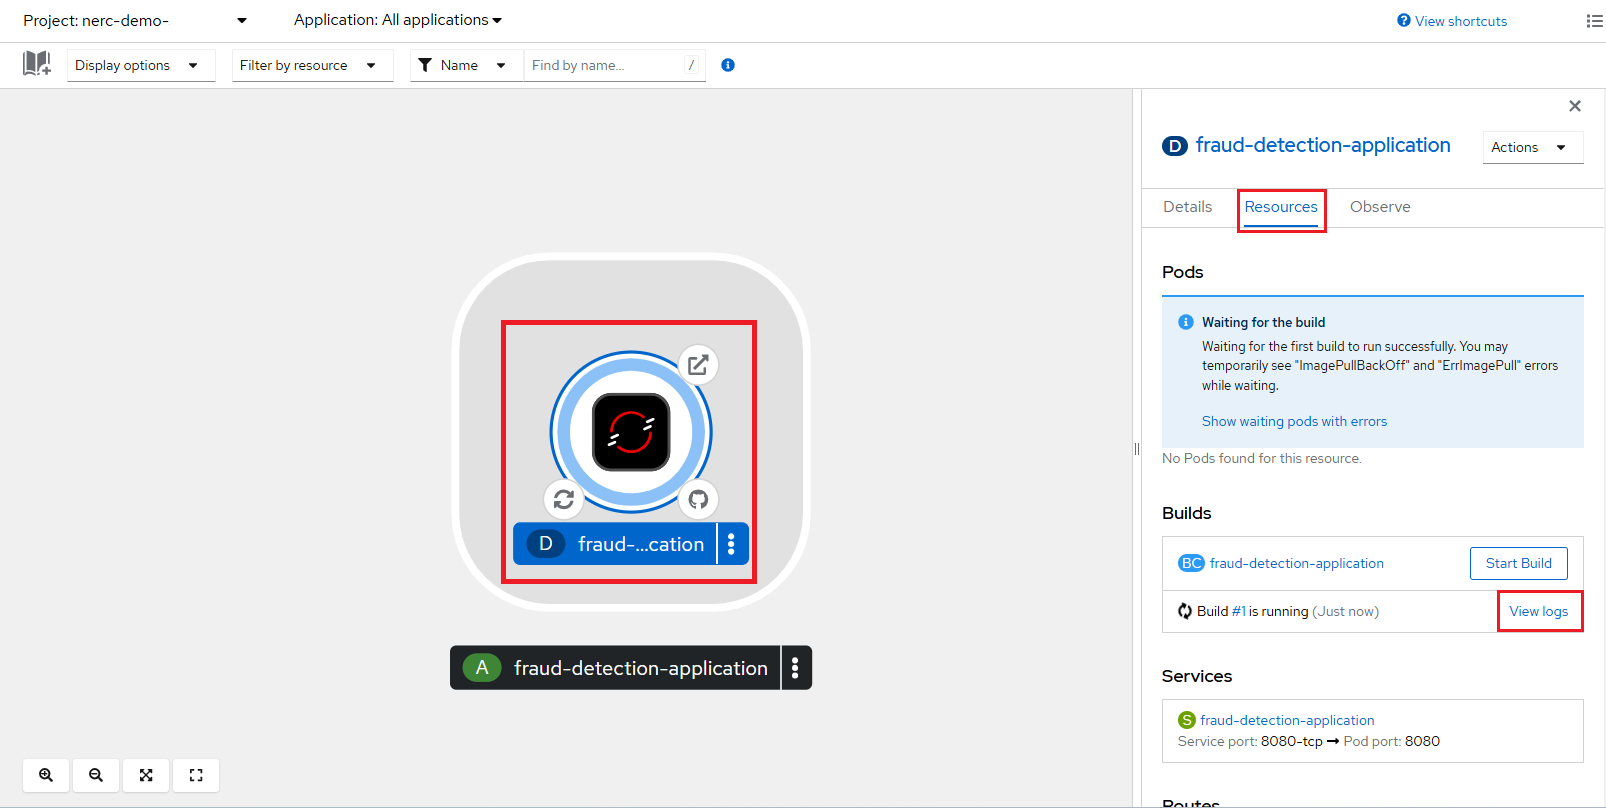 Project: nerc-demo-
Application: All applications
View shortcuts
Display options
Filter by resource
Name
Find by name...
/
fraud-detection-application
Actions
Details
Resources
Observe
Pods
Waiting for the build
Waiting for the first build to run successfully. You may
temporarily see "ImagePullBackOff" and "ErrImagePull" errors
while waiting.
Show waiting pods with errors
No Pods found for this resource.
Builds
BC fraud-detection-application
Start Build
Build #1 is running (Just now)
View logs
Services
S fraud-detection-application
Service port: 8080-tcp → Pod port: 8080
Routes
D fraud-...cation
A fraud-detection-application
D